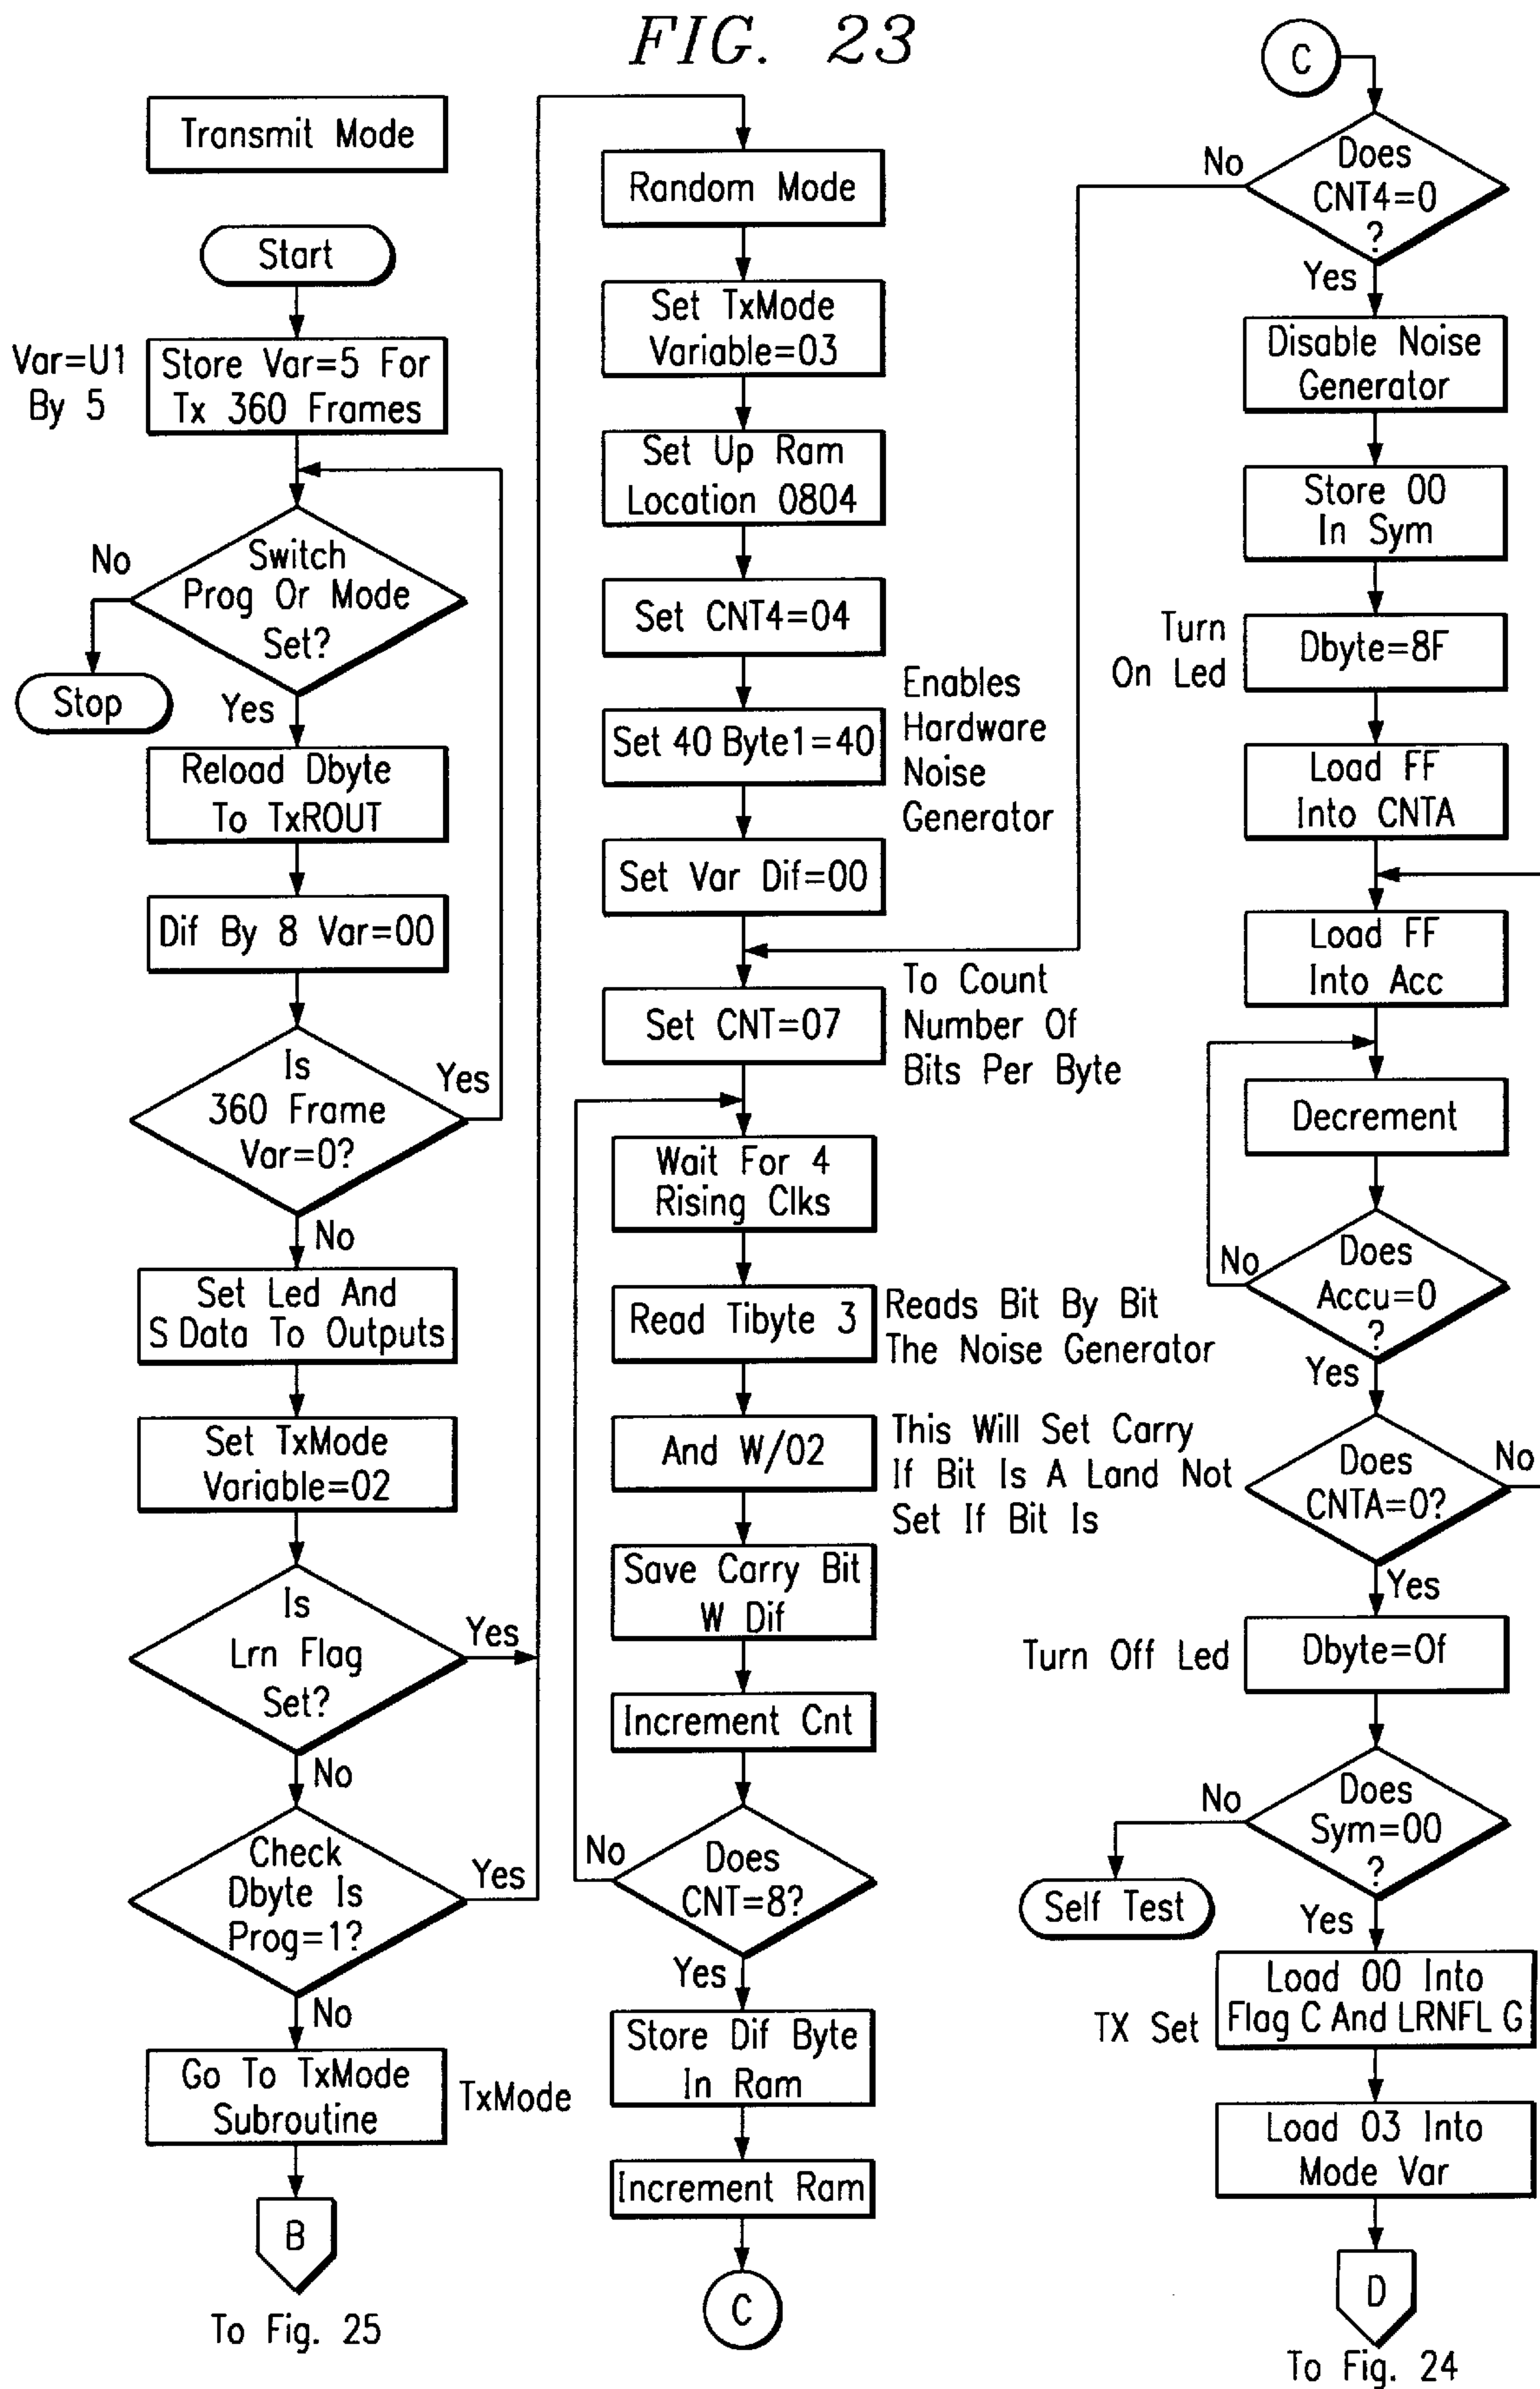 FIG. 23
Transmit Mode
Start
Var=U1
By 5
Store Var=5 For
Tx 360 Frames
Switch
Prog Or Mode
Set?
No
Stop
Yes
Reload Dbyte
To TxROUT
Dif By 8 Var=00
Is
360 Frame
Var=0?
Yes
No
Set Led And
S Data To Outputs
Set TxMode
Variable=02
Is
Lrn Flag
Set?
Yes
No
Check
Dbyte Is
Prog=1?
Yes
No
Go To TxMode
Subroutine
TxMode
B
To Fig. 25
Random Mode
Set TxMode
Variable=03
Set Up Ram
Location 0804
Set CNT4=04
Set 40 Byte1=40
Enables
Hardware
Noise
Generator
Set Var Dif=00
Set CNT=07
To Count
Number Of
Bits Per Byte
Wait For 4
Rising Clks
Read Tibyte 3
Reads Bit By Bit
The Noise Generator
And W/02
This Will Set Carry
If Bit Is A Land Not
Set If Bit Is
Save Carry Bit
W Dif
Increment Cnt
Does
CNT=8?
No
Yes
Store Dif Byte
In Ram
Increment Ram
C
C
Does
CNT4=0
?
No
Yes
Disable Noise
Generator
Store 00
In Sym
Turn
On Led
Dbyte=8F
Load FF
Into CNTA
Load FF
Into Acc
Decrement
Does
Accu=0
?
No
Yes
Does
CNTA=0?
No
Yes
Turn Off Led
Dbyte=Of
Does
Sym=00
?
No
Self Test
Yes
TX Set
Load 00 Into
Flag C And LRNFL G
Load 03 Into
Mode Var
D
To Fig. 24